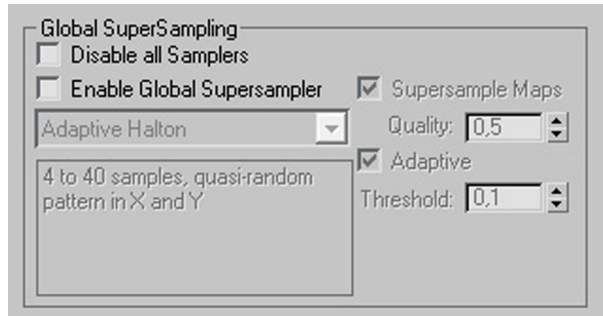 Global SuperSampling
Disable all Samplers
Enable Global Supersampler
Supersample Maps
Adaptive Halton
Quality: 0,5
Adaptive
4 to 40 samples, quasi-random
pattern in X and Y
Threshold: 0,1